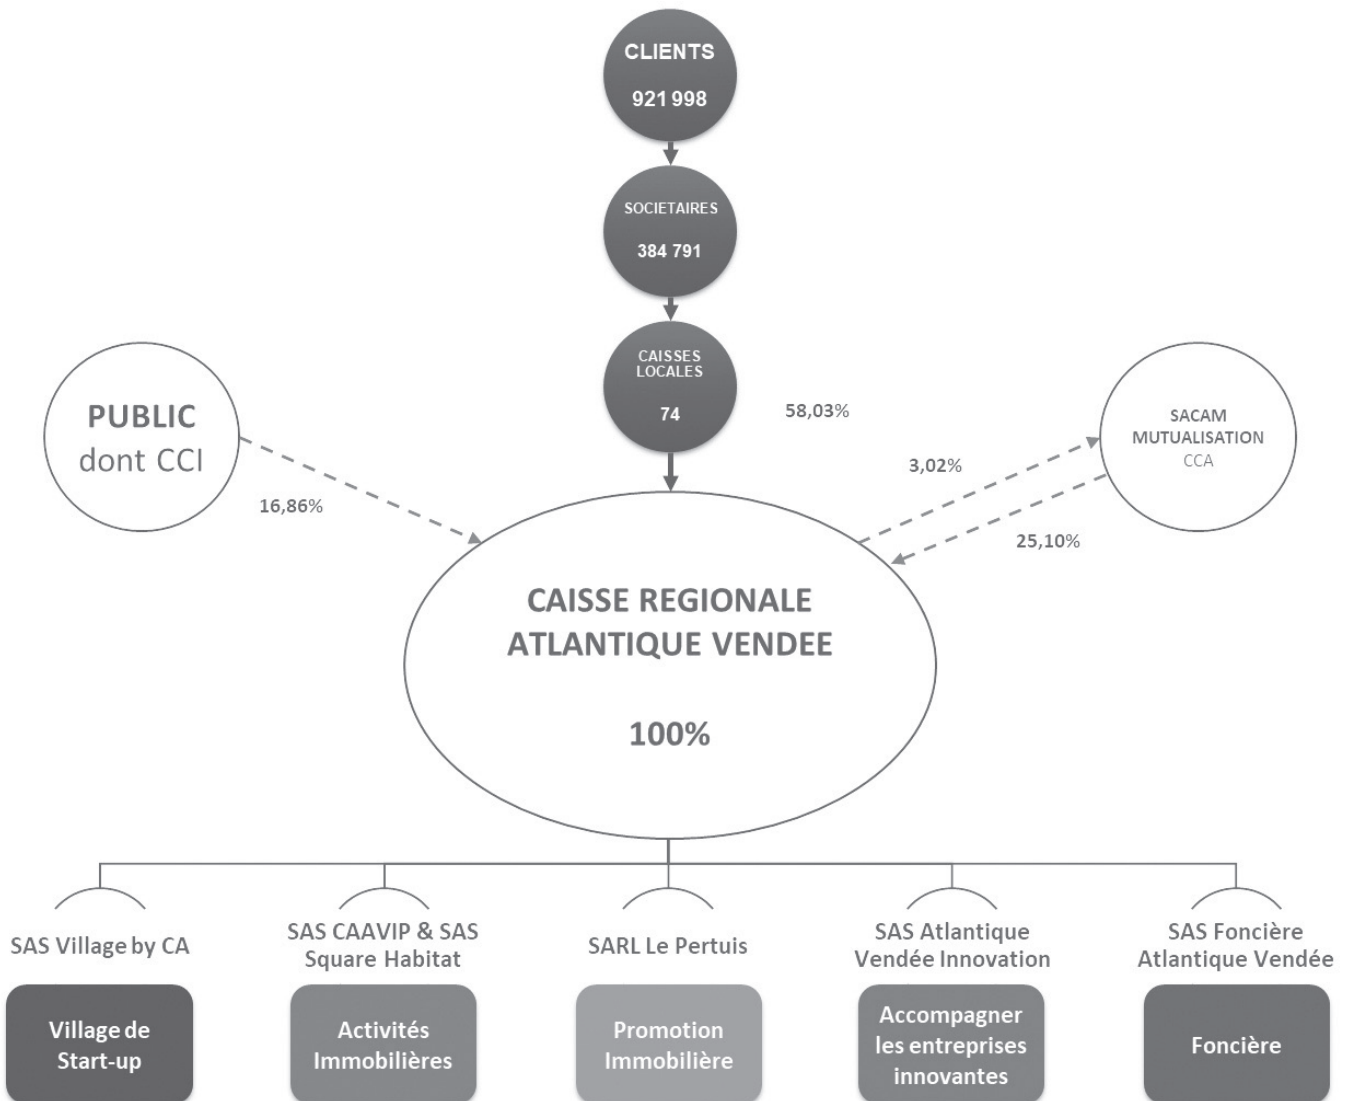 CLIENTS
921 998
SOCIETAIRES
384 791
CAISSES
LOCALES
74
58,03%
PUBLIC
dont CCI
16,86%
SACAM
MUTUALISATION
CCA
3,02%
25,10%
CAISSE REGIONALE
ATLANTIQUE VENDEE
100%
SAS Village by CA
SAS CAAVIP & SAS
Square Habitat
SARL Le Pertuis
SAS Atlantique
Vendée Innovation
SAS Foncière
Atlantique Vendée
Village de
Start-up
Activités
Immobilières
Promotion
Immobilière
Accompagner
les entreprises
innovantes
Foncière